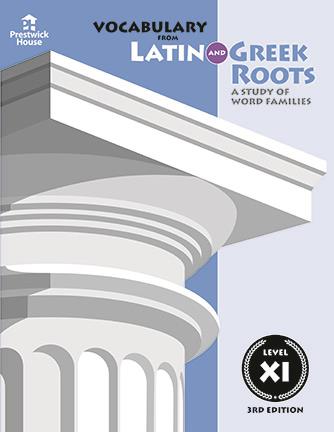 Prestwick
House
VOCABULARY
FROM
LATIN AND GREEK
ROOTS
A STUDY OF
WORD FAMILIES
LEVEL
XI
3RD EDITION